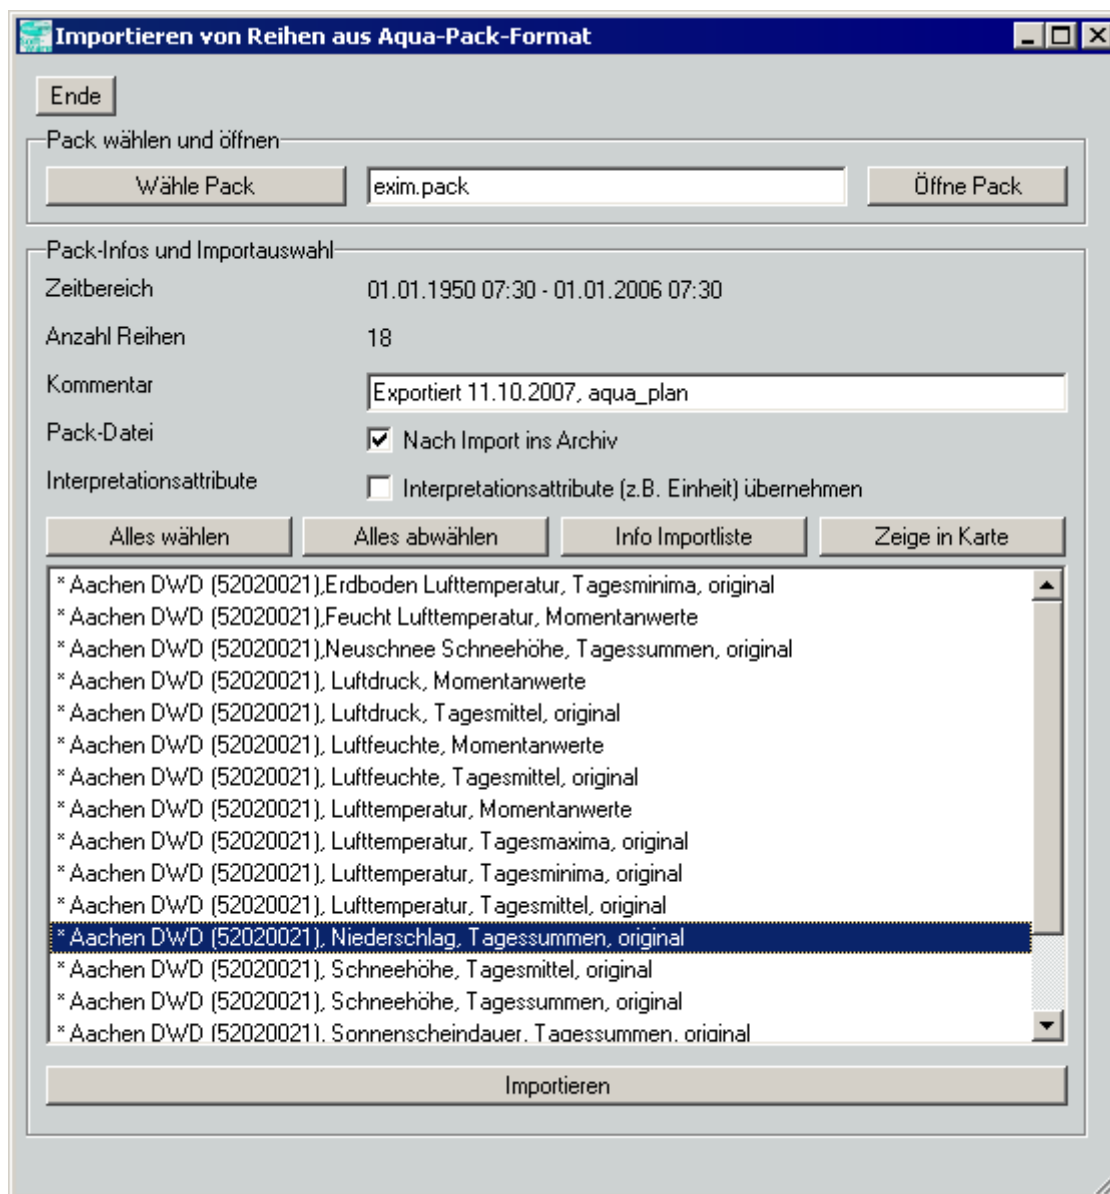 Importieren von Reihen aus Aqua-Pack-Format
Ende
Pack wählen und öffnen
Wähle Pack exim.pack Öffne Pack
Pack-Infos und Importauswahl
Zeitbereich 01.01.1950 07:30 - 01.01.2006 07:30
Anzahl Reihen 18
Kommentar Exportiert 11.10.2007, aqua_plan
Pack-Datei Nach Import ins Archiv
Interpretationsattribute Interpretationsattribute (z.B. Einheit) übernehmen
Alles wählen Alles abwählen Info Importliste Zeige in Karte
* Aachen DWD (52020021),Erdboden Lufttemperatur, Tagesminima, original
* Aachen DWD (52020021),Feucht Lufttemperatur, Momentanwerte
* Aachen DWD (52020021),Neuschnee Schneehöhe, Tagessummen, original
* Aachen DWD (52020021), Luftdruck, Momentanwerte
* Aachen DWD (52020021), Luftdruck, Tagesmittel, original
* Aachen DWD (52020021), Luftfeuchte, Momentanwerte
* Aachen DWD (52020021), Luftfeuchte, Tagesmittel, original
* Aachen DWD (52020021), Lufttemperatur, Momentanwerte
* Aachen DWD (52020021), Lufttemperatur, Tagesmaxima, original
* Aachen DWD (52020021), Lufttemperatur, Tagesminima, original
* Aachen DWD (52020021), Lufttemperatur, Tagesmittel, original
* Aachen DWD (52020021), Niederschlag, Tagessummen, original
* Aachen DWD (52020021), Schneehöhe, Tagesmittel, original
* Aachen DWD (52020021), Schneehöhe, Tagessummen, original
* Aachen DWD (52020021), Sonnenscheindauer, Tagessummen, original
Importieren